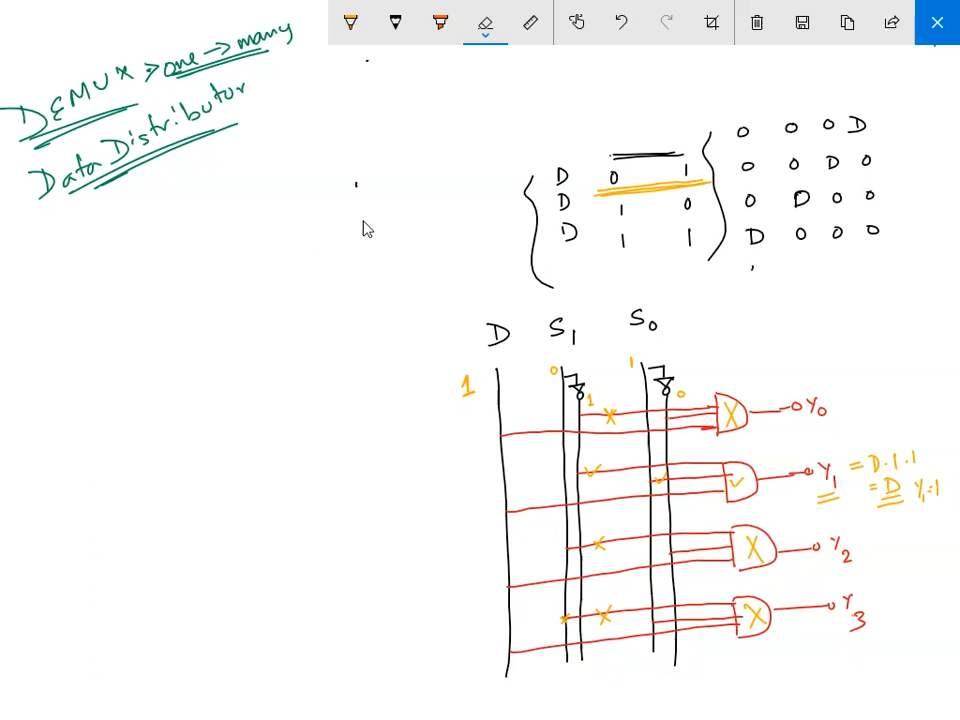 DEMUX → one → many
Data Distributor
0 0 0 D
D 0 1 0 0 D 0
D 1 0 0 D 0 0
D 1 1 D 0 0 0
D S1 S0
1 0 1
1 0
X X Y0
✓ ✓ ✓ Y1 = D.1.1
= D Y1=1
X X Y2
X X X Y3